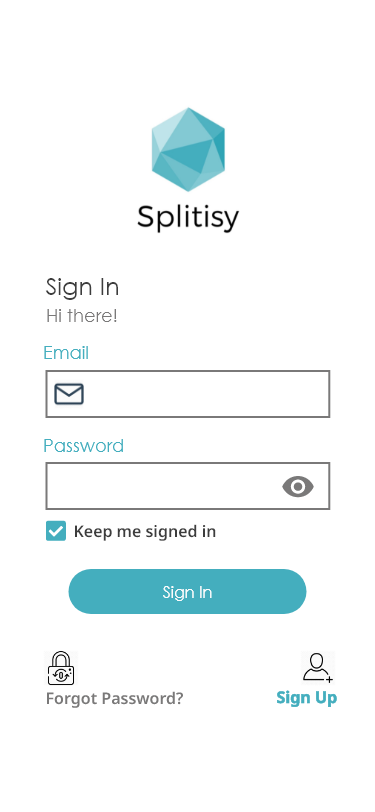 Splitisy
Sign In
Hi there!
Email
Password
Keep me signed in
Sign In
Forgot Password?
Sign Up